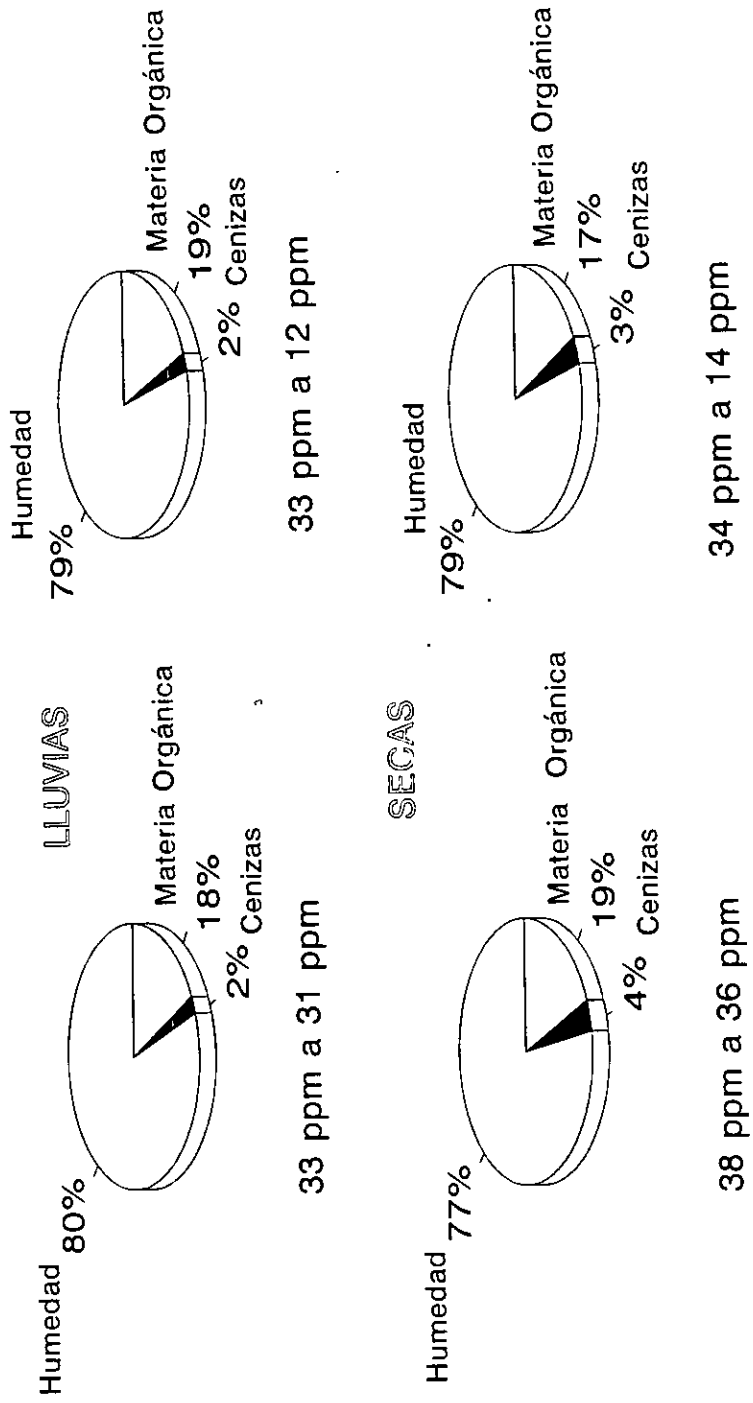 LLUVIAS
Humedad
80%
Materia Orgánica
18%
2% Cenizas
33 ppm a 31 ppm
Humedad
79%
Materia Orgánica
19%
2% Cenizas
33 ppm a 12 ppm
SECAS
Humedad
77%
Materia Orgánica
19%
4% Cenizas
38 ppm a 36 ppm
Humedad
79%
Materia Orgánica
17%
3% Cenizas
34 ppm a 14 ppm